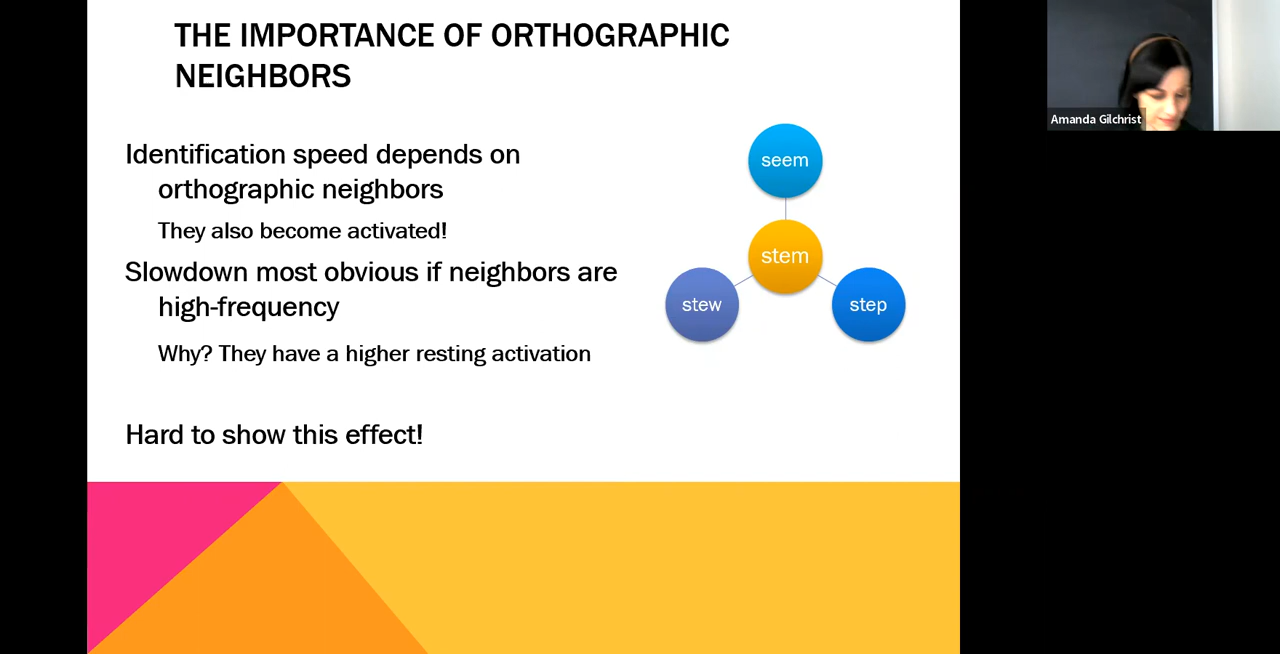 THE IMPORTANCE OF ORTHOGRAPHIC
NEIGHBORS
Identification speed depends on
orthographic neighbors
They also become activated!
Slowdown most obvious if neighbors are
high-frequency
Why? They have a higher resting activation
Hard to show this effect!
seem
stem
stew
step
Amanda Gilchrist